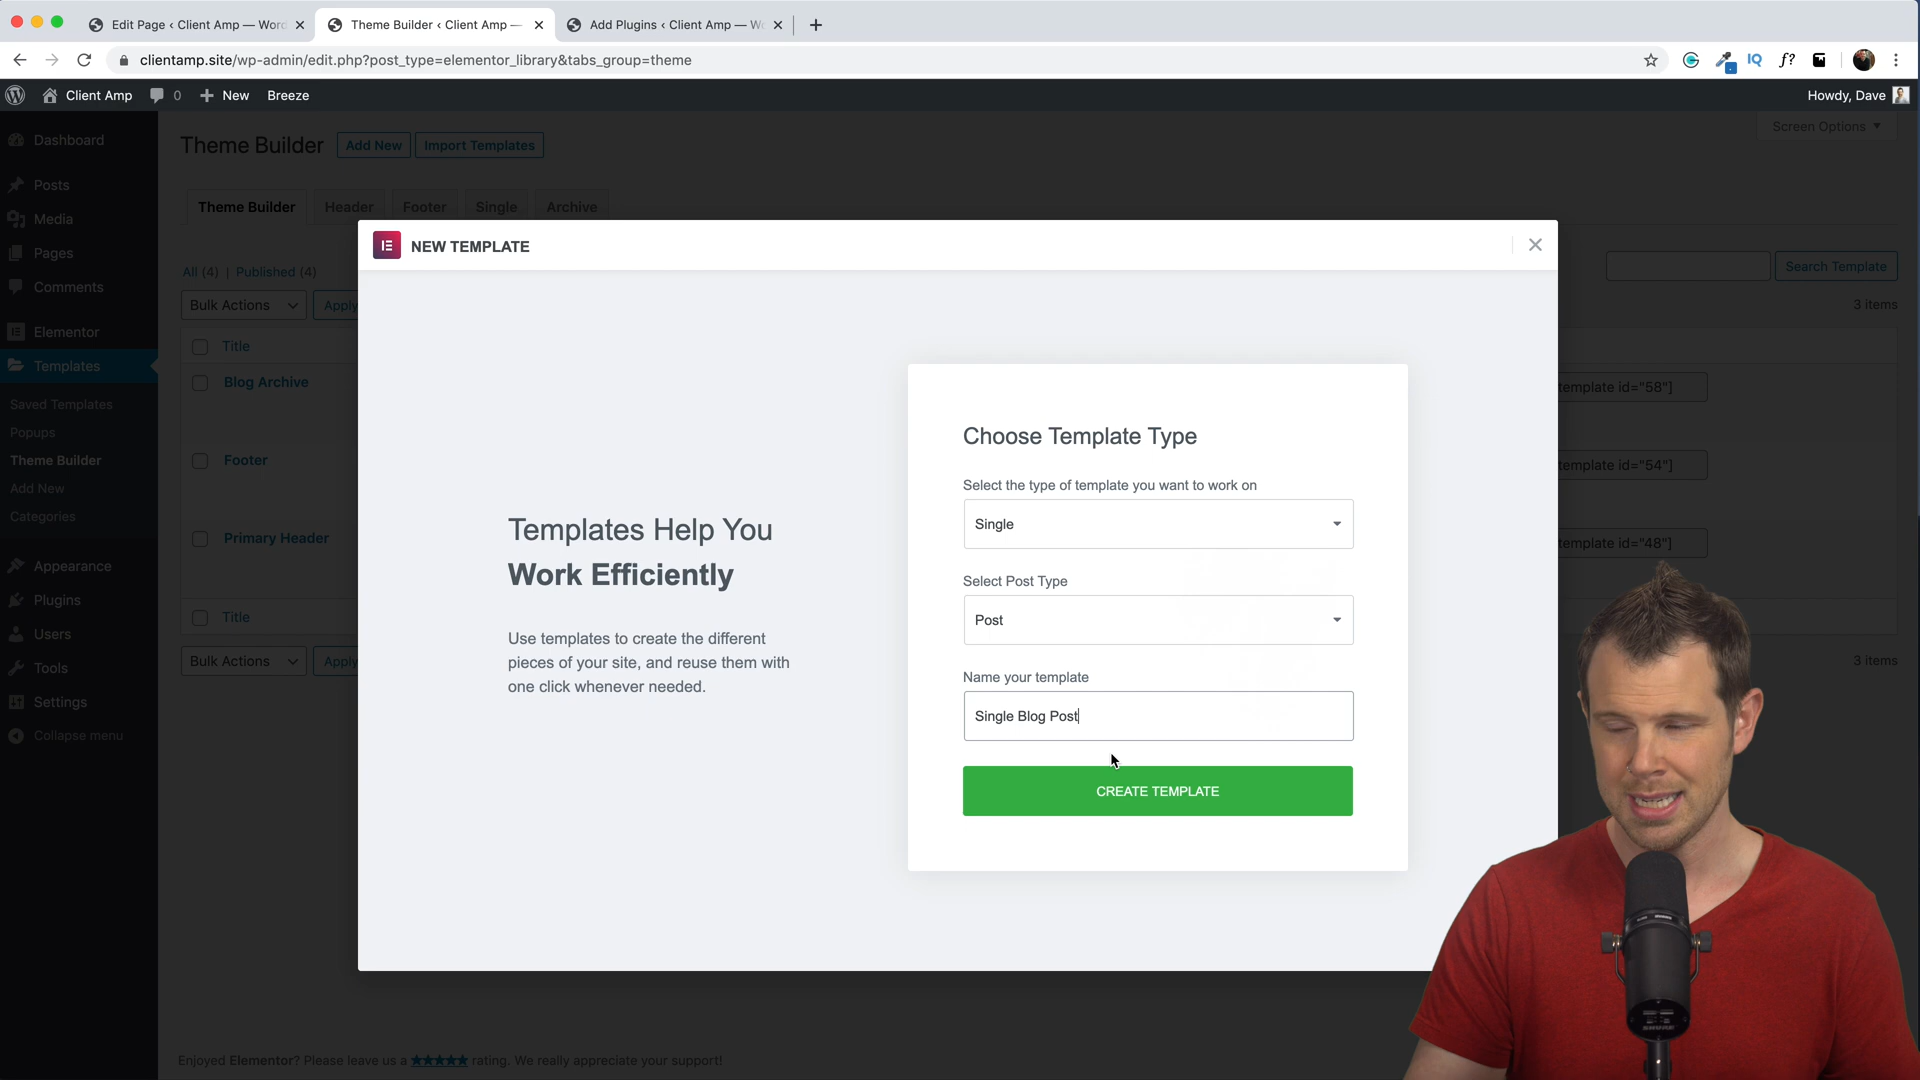 Edit Page ‹ Client Amp — Word
Theme Builder ‹ Client Amp —
Add Plugins ‹ Client Amp — W
clientamp.site/wp-admin/edit.php?post_type=elementor_library&tabs_group=theme
IQ
f?
Client Amp
0
New
Breeze
Howdy, Dave
Dashboard
Posts
Media
Pages
Comments
Elementor
Templates
Saved Templates
Popups
Theme Builder
Add New
Categories
Appearance
Plugins
Users
Tools
Settings
Collapse menu
Theme Builder
Add New
Import Templates
Screen Options
Theme Builder
Header
Footer
Single
Archive
All (4) | Published (4)
Search Template
Bulk Actions
Apply
3 items
Title
Blog Archive
template id="58"]
Footer
template id="54"]
Primary Header
template id="48"]
Title
Bulk Actions
Apply
3 items
NEW TEMPLATE
Templates Help You
Work Efficiently
Use templates to create the different
pieces of your site, and reuse them with
one click whenever needed.
Choose Template Type
Select the type of template you want to work on
Single
Select Post Type
Post
Name your template
Single Blog Post
CREATE TEMPLATE
Enjoyed Elementor? Please leave us a ★★★★★ rating. We really appreciate your support!
SHURE